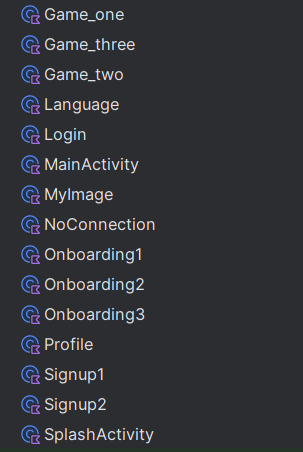 Game_one
Game_three
Game_two
Language
Login
MainActivity
MyImage
NoConnection
Onboarding1
Onboarding2
Onboarding3
Profile
Signup1
Signup2
SplashActivity